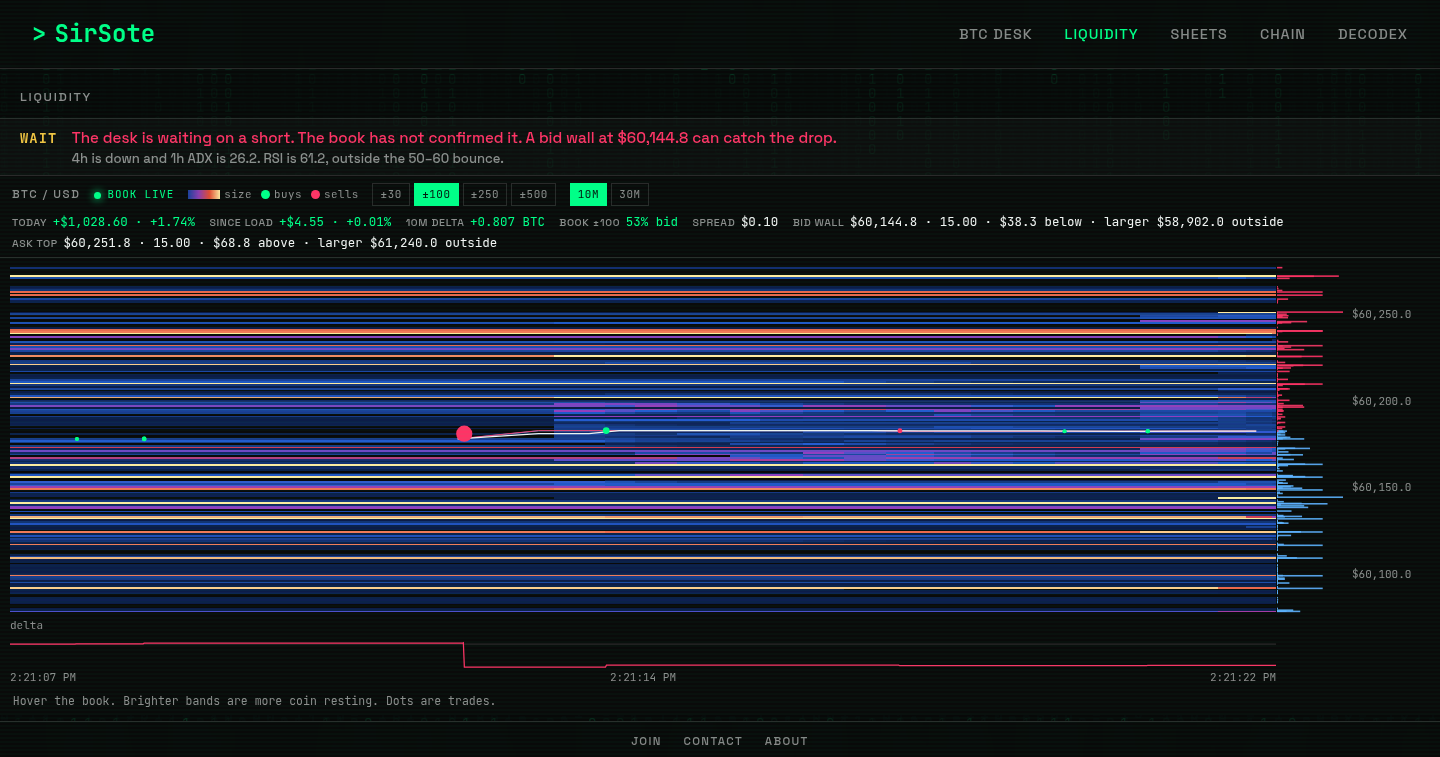 > SirSote
BTC DESK LIQUIDITY SHEETS CHAIN DECODEX
LIQUIDITY
WAIT The desk is waiting on a short. The book has not confirmed it. A bid wall at $60,144.8 can catch the drop.
4h is down and 1h ADX is 26.2. RSI is 61.2, outside the 50–60 bounce.
BTC / USD BOOK LIVE size buys sells ±30 ±100 ±250 ±500 10M 30M
TODAY +$1,028.60 · +1.74% SINCE LOAD +$4.55 · +0.01% 10M DELTA +0.807 BTC BOOK ±100 53% bid SPREAD $0.10 BID WALL $60,144.8 · 15.00 · $38.3 below · larger $58,902.0 outside
ASK TOP $60,251.8 · 15.00 · $68.8 above · larger $61,240.0 outside
$60,250.0
$60,200.0
$60,150.0
$60,100.0
delta
2:21:07 PM 2:21:14 PM 2:21:22 PM
Hover the book. Brighter bands are more coin resting. Dots are trades.
JOIN CONTACT ABOUT